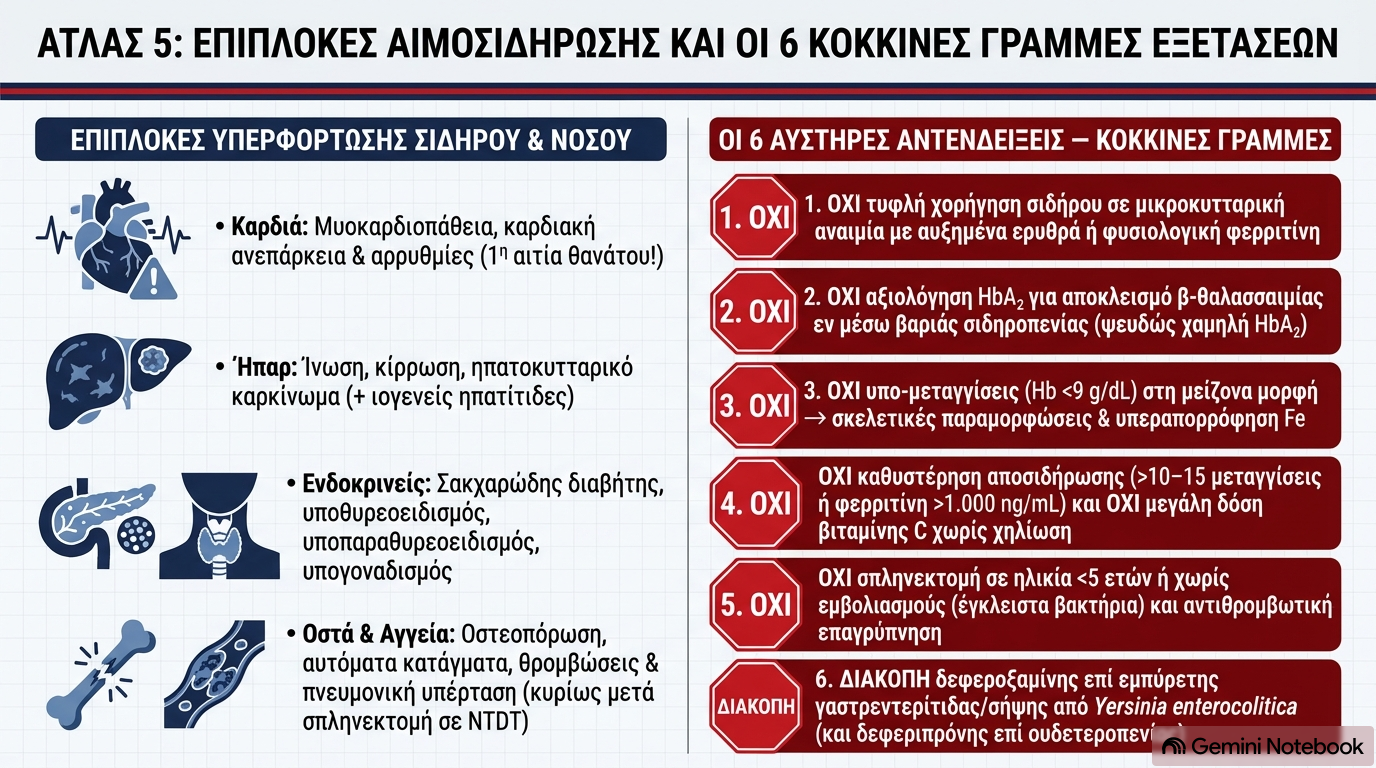 ΑΤΛΑΣ 5: ΕΠΙΠΛΟΚΕΣ ΑΙΜΟΣΙΔΗΡΩΣΗΣ ΚΑΙ ΟΙ 6 ΚΟΚΚΙΝΕΣ ΓΡΑΜΜΕΣ ΕΞΕΤΑΣΕΩΝ
ΕΠΙΠΛΟΚΕΣ ΥΠΕΡΦΟΡΤΩΣΗΣ ΣΙΔΗΡΟΥ & ΝΟΣΟΥ
• Καρδιά: Μυοκαρδιοπάθεια, καρδιακή
ανεπάρκεια & αρρυθμίες (1η αιτία θανάτου!)
• Ήπαρ: Ίνωση, κίρρωση, ηπατοκυτταρικό
καρκίνωμα (+ ιογενείς ηπατίτιδες)
• Ενδοκρινείς: Σακχαρώδης διαβήτης,
υποθυρεοειδισμός,
υποπαραθυρεοειδισμός,
υπογοναδισμός
• Οστά & Αγγεία: Οστεοπόρωση,
αυτόματα κατάγματα, θρομβώσεις &
πνευμονική υπέρταση (κυρίως μετά
σπληνεκτομή σε NTDT)
ΟΙ 6 ΑΥΣΤΗΡΕΣ ΑΝΤΕΝΔΕΙΞΕΙΣ — ΚΟΚΚΙΝΕΣ ΓΡΑΜΜΕΣ
1. ΟΧΙ
1. ΟΧΙ τυφλή χορήγηση σιδήρου σε μικροκυτταρική
αναιμία με αυξημένα ερυθρά ή φυσιολογική φερριτίνη
2. ΟΧΙ
2. ΟΧΙ αξιολόγηση HbA₂ για αποκλεισμό β-θαλασσαιμίας
εν μέσω βαριάς σιδηροπενίας (ψευδώς χαμηλή HbA₂)
3. ΟΧΙ
3. ΟΧΙ υπο-μεταγγίσεις (Hb <9 g/dL) στη μείζονα μορφή
→ σκελετικές παραμορφώσεις & υπεραπορρόφηση Fe
4. ΟΧΙ
ΟΧΙ καθυστέρηση αποσιδήρωσης (>10–15 μεταγγίσεις
ή φερριτίνη >1.000 ng/mL) και ΟΧΙ μεγάλη δόση
βιταμίνης C χωρίς χηλίωση
5. ΟΧΙ
ΟΧΙ σπληνεκτομή σε ηλικία <5 ετών ή χωρίς
εμβολιασμούς (έγκλειστα βακτήρια) και αντιθρομβωτική
επαγρύπνηση
ΔΙΑΚΟΠΗ
6. ΔΙΑΚΟΠΗ δεφεροξαμίνης επί εμπύρετης
γαστρεντερίτιδας/σήψης από Yersinia enterocolitica
(και δεφεριπρόνης επί
Gemini Notebook